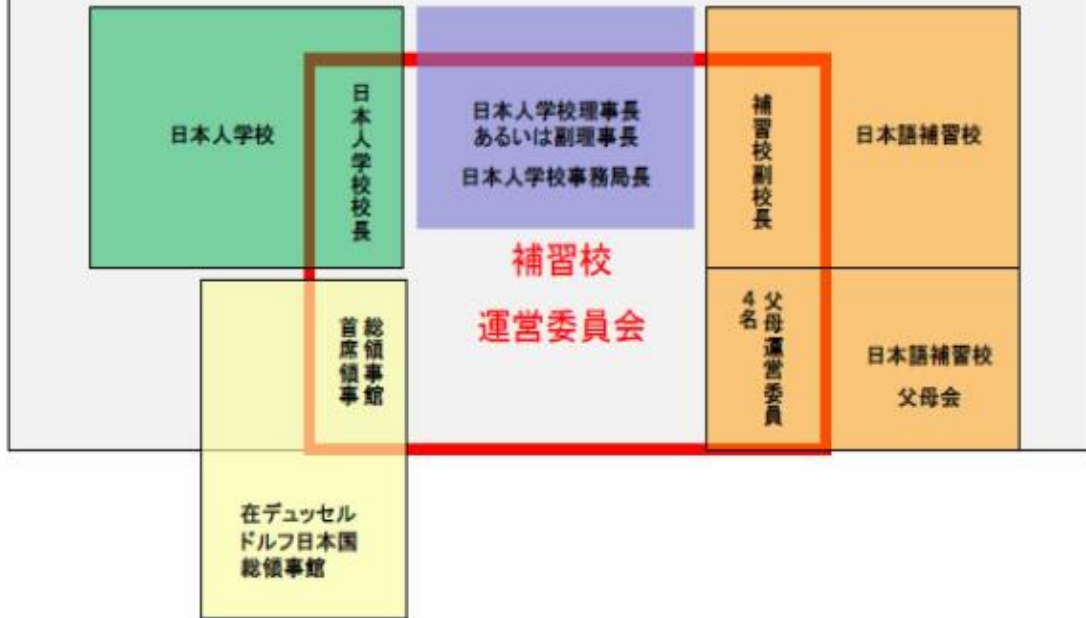 日本人学校
日本人学校校長
日本人学校理事長
あるいは副理事長
日本人学校事務局長
補習校副校長
日本語補習校
補習校
運営委員会
総領事館
首席領事
父母運営委員
4名
日本語補習校
父母会
在デュッセル
ドルフ日本国
総領事館